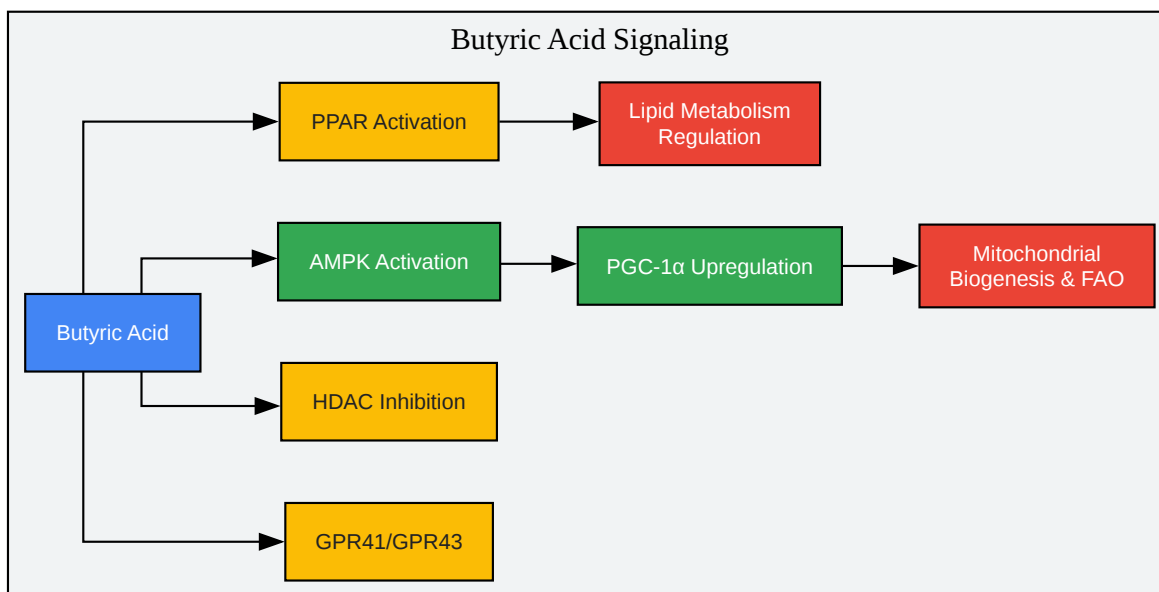 Butyric Acid Signaling
PPAR Activation
Lipid Metabolism
Regulation
AMPK Activation
PGC-1α Upregulation
Mitochondrial
Biogenesis & FAO
Butyric Acid
HDAC Inhibition
GPR41/GPR43